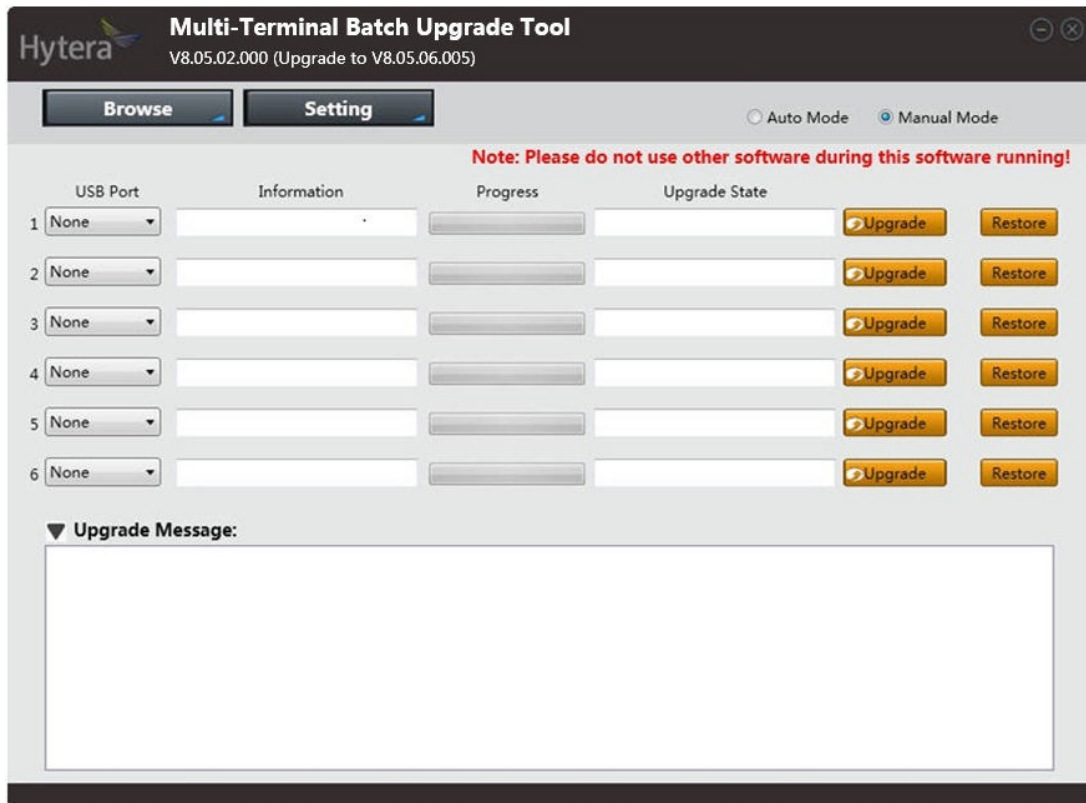 Hytera
Multi-Terminal Batch Upgrade Tool
V8.05.02.000 (Upgrade to V8.05.06.005)
Browse Setting Auto Mode Manual Mode
Note: Please do not use other software during this software running!
USB Port Information Progress Upgrade State
1 None Upgrade Restore
2 None Upgrade Restore
3 None Upgrade Restore
4 None Upgrade Restore
5 None Upgrade Restore
6 None Upgrade Restore
Upgrade Message: